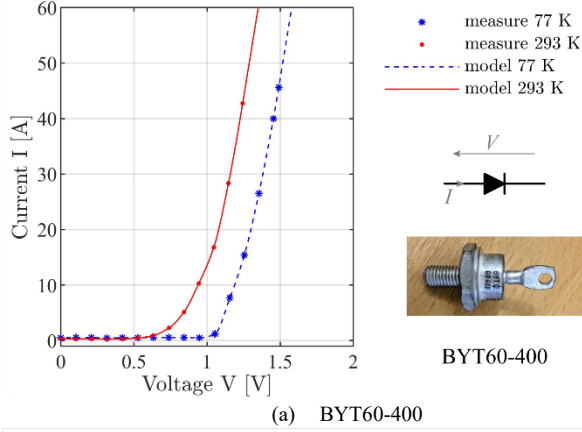 60
50
40
30
20
10
0
Current I [A]
0
0.5
1
1.5
2
Voltage V [V]
measure 77 K
measure 293 K
model 77 K
model 293 K
V
I
BYT60-400
(a) BYT60-400